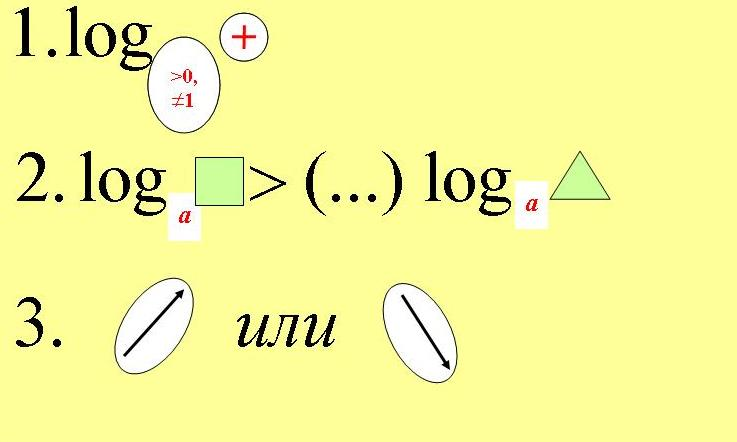 1.log >0, ≠1 +
2. log a > (...) log a
3. или